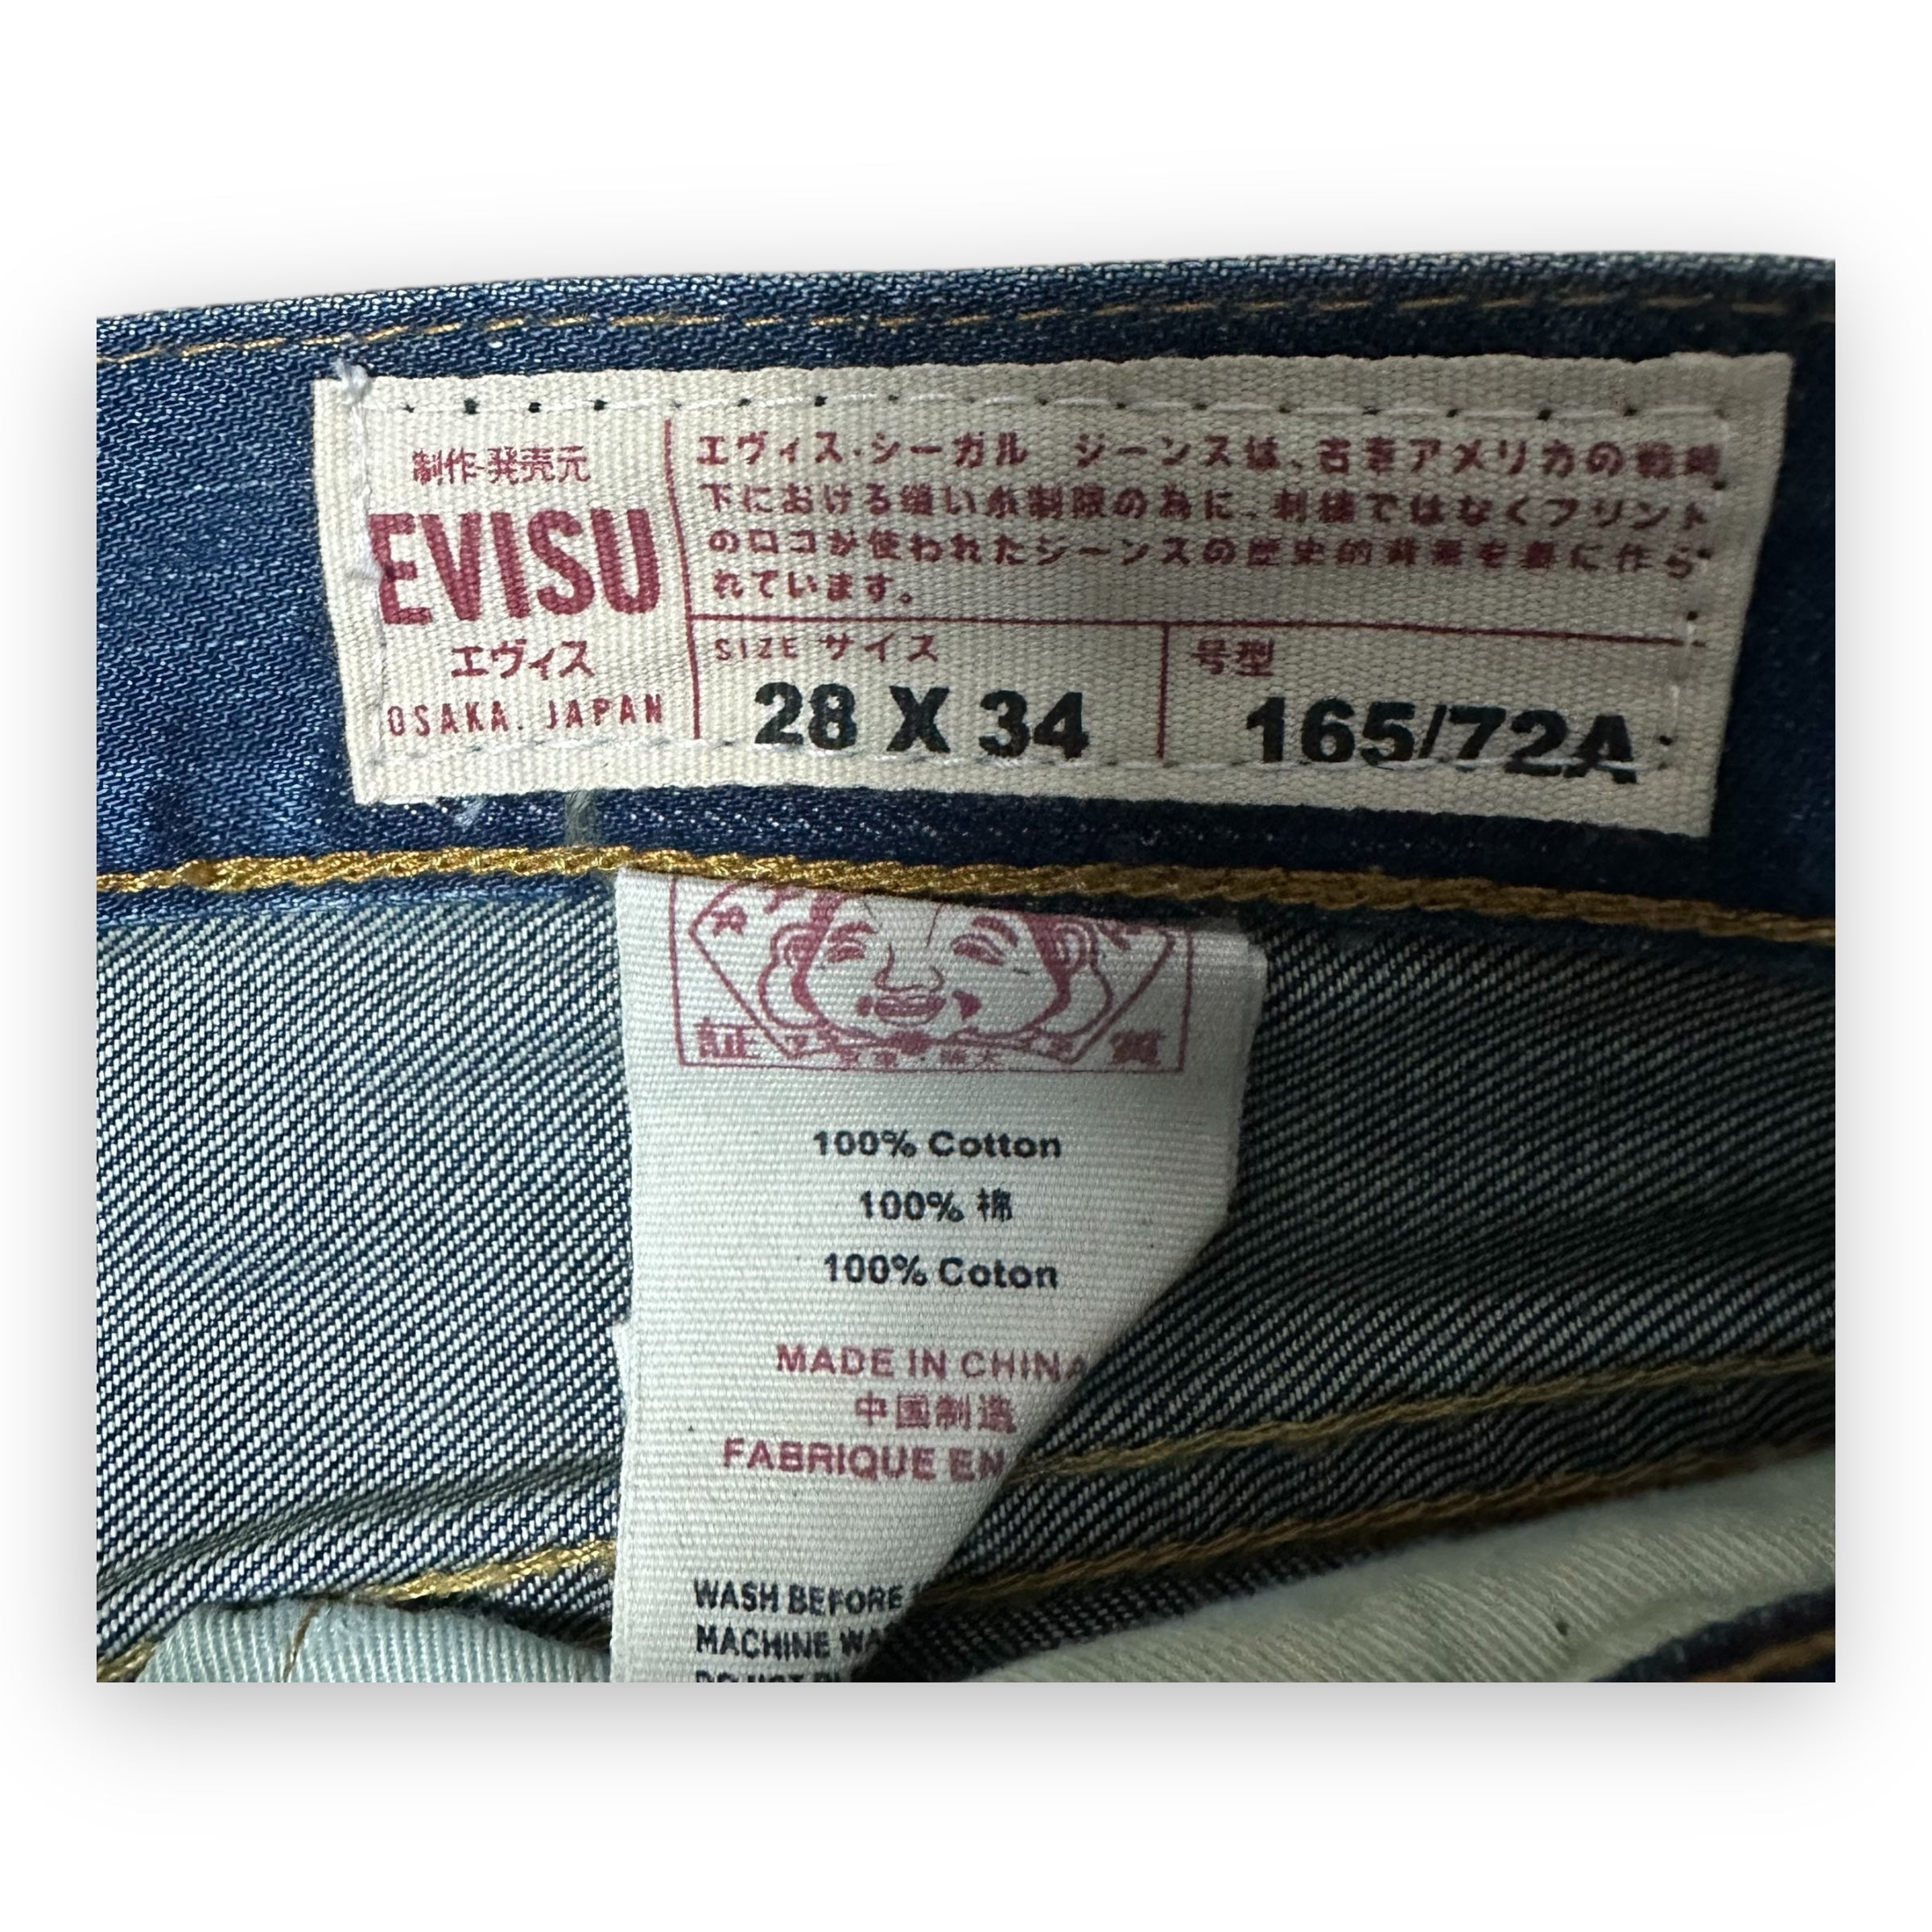 制作·発売元
EVISU
エヴィス
OSAKA. JAPAN
エヴィス·シーガル ジーンスは、古き アメリカの戦時
下における縫い糸制限の為に、刺繍ではなくプリント
のロゴが使われたジーンスの歴史的背景を基に作ら
れています。
SIZE サイズ
28 X 34
号型
165/72A
証
100% Cotton
100% 棉
100% Coton
MADE IN CHINA
中国制造
FABRIQUE EN
WASH BEFORE
MACHINE WA
DO NOT